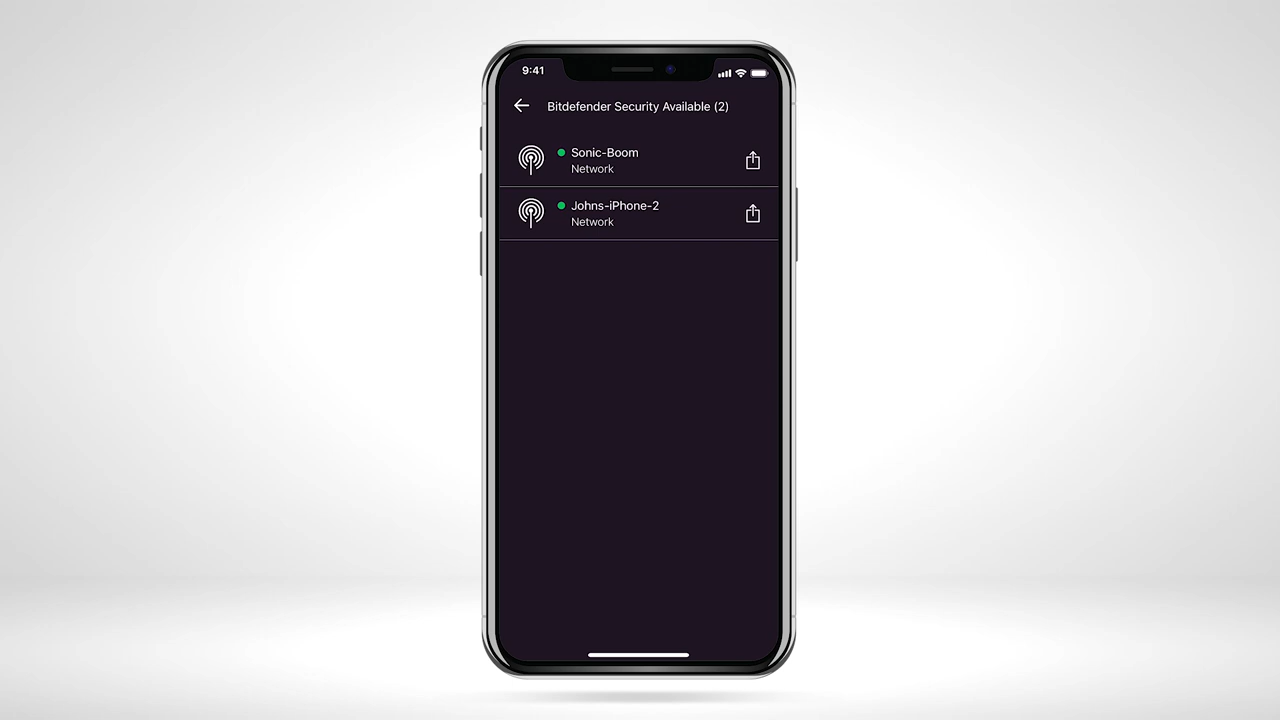 9:41
Bitdefender Security Available (2)
Sonic-Boom
Network
Johns-iPhone-2
Network